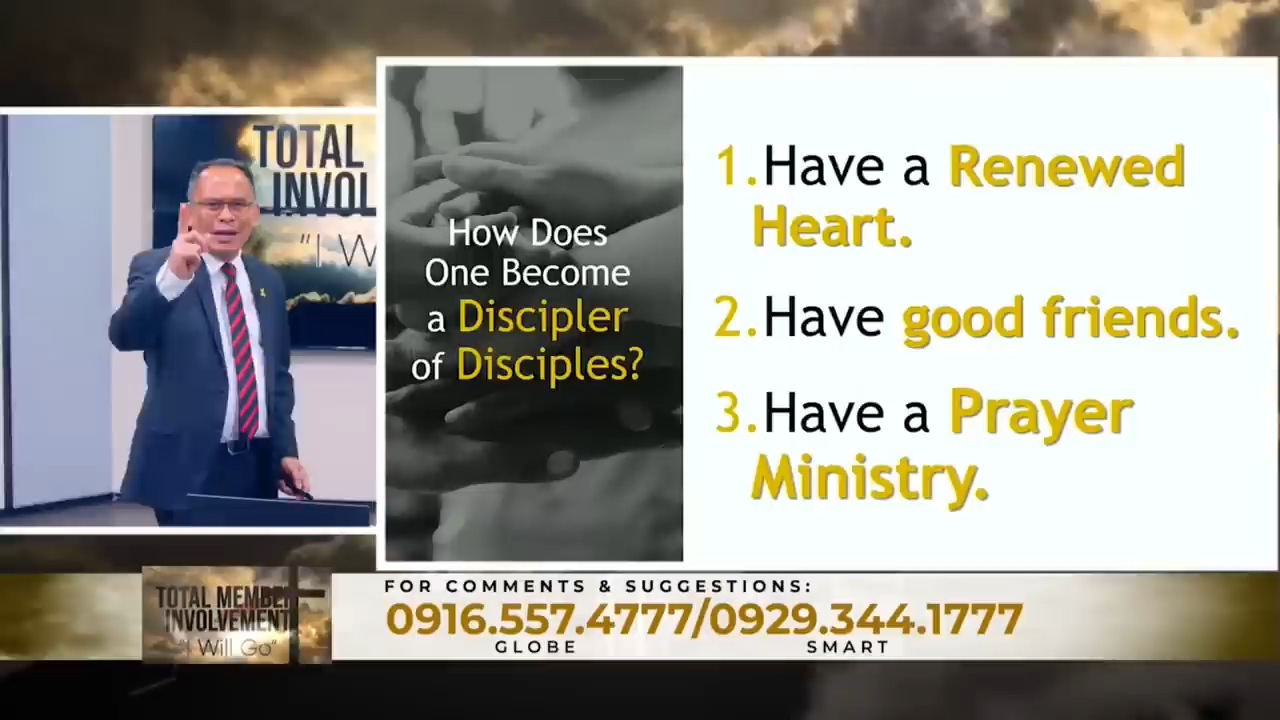 TOTAL
INVOL
"I W
How Does
One Become
a Discipler
of Disciples?
1.Have a Renewed
Heart.
2.Have good friends.
3.Have a Prayer
Ministry.
TOTAL MEMBER
INVOLVEMENT
"I Will Go"
FOR COMMENTS & SUGGESTIONS:
0916.557.4777/0929.344.1777
GLOBE SMART